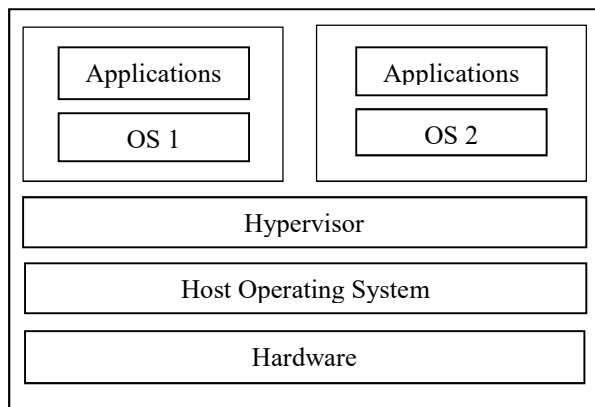 Applications
Applications
OS 1
OS 2
Hypervisor
Host Operating System
Hardware